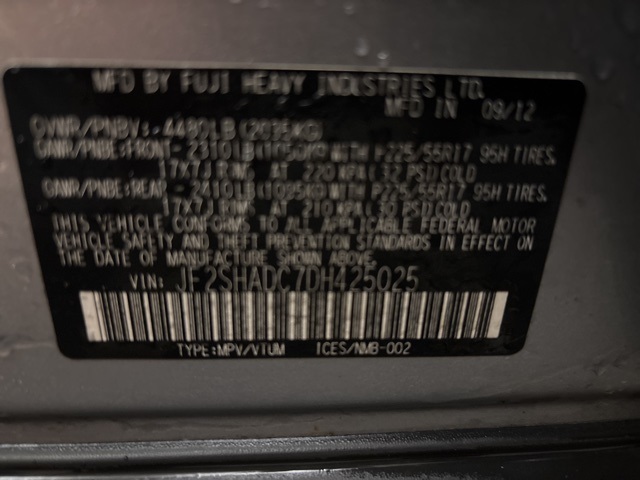 MFD BY FUJI HEAVY INDUSTRIES LTD.
MFD IN 09/12
GVWR/PNBV: 4480LB (2035KG)
GAWR/PNBE:FRONT- 2310LB(1050KG) WITH P225/55R17 95H TIRES,
17X7J RIMS AT 220 KPA( 32 PSI)COLD
GAWR/PNBE:REAR - 2410LB(1095KG) WITH P225/55R17 95H TIRES,
17X7J RIMS AT 210 KPA( 30 PSI)COLD
THIS VEHICLE CONFORMS TO ALL APPLICABLE FEDERAL MOTOR
VEHICLE SAFETY AND THEFT PREVENTION STANDARDS IN EFFECT ON
THE DATE OF MANUFACTURE SHOWN ABOVE.
VIN: JF2SHADC7DH425025
TYPE:MPV/VTUM ICES/NMB-002